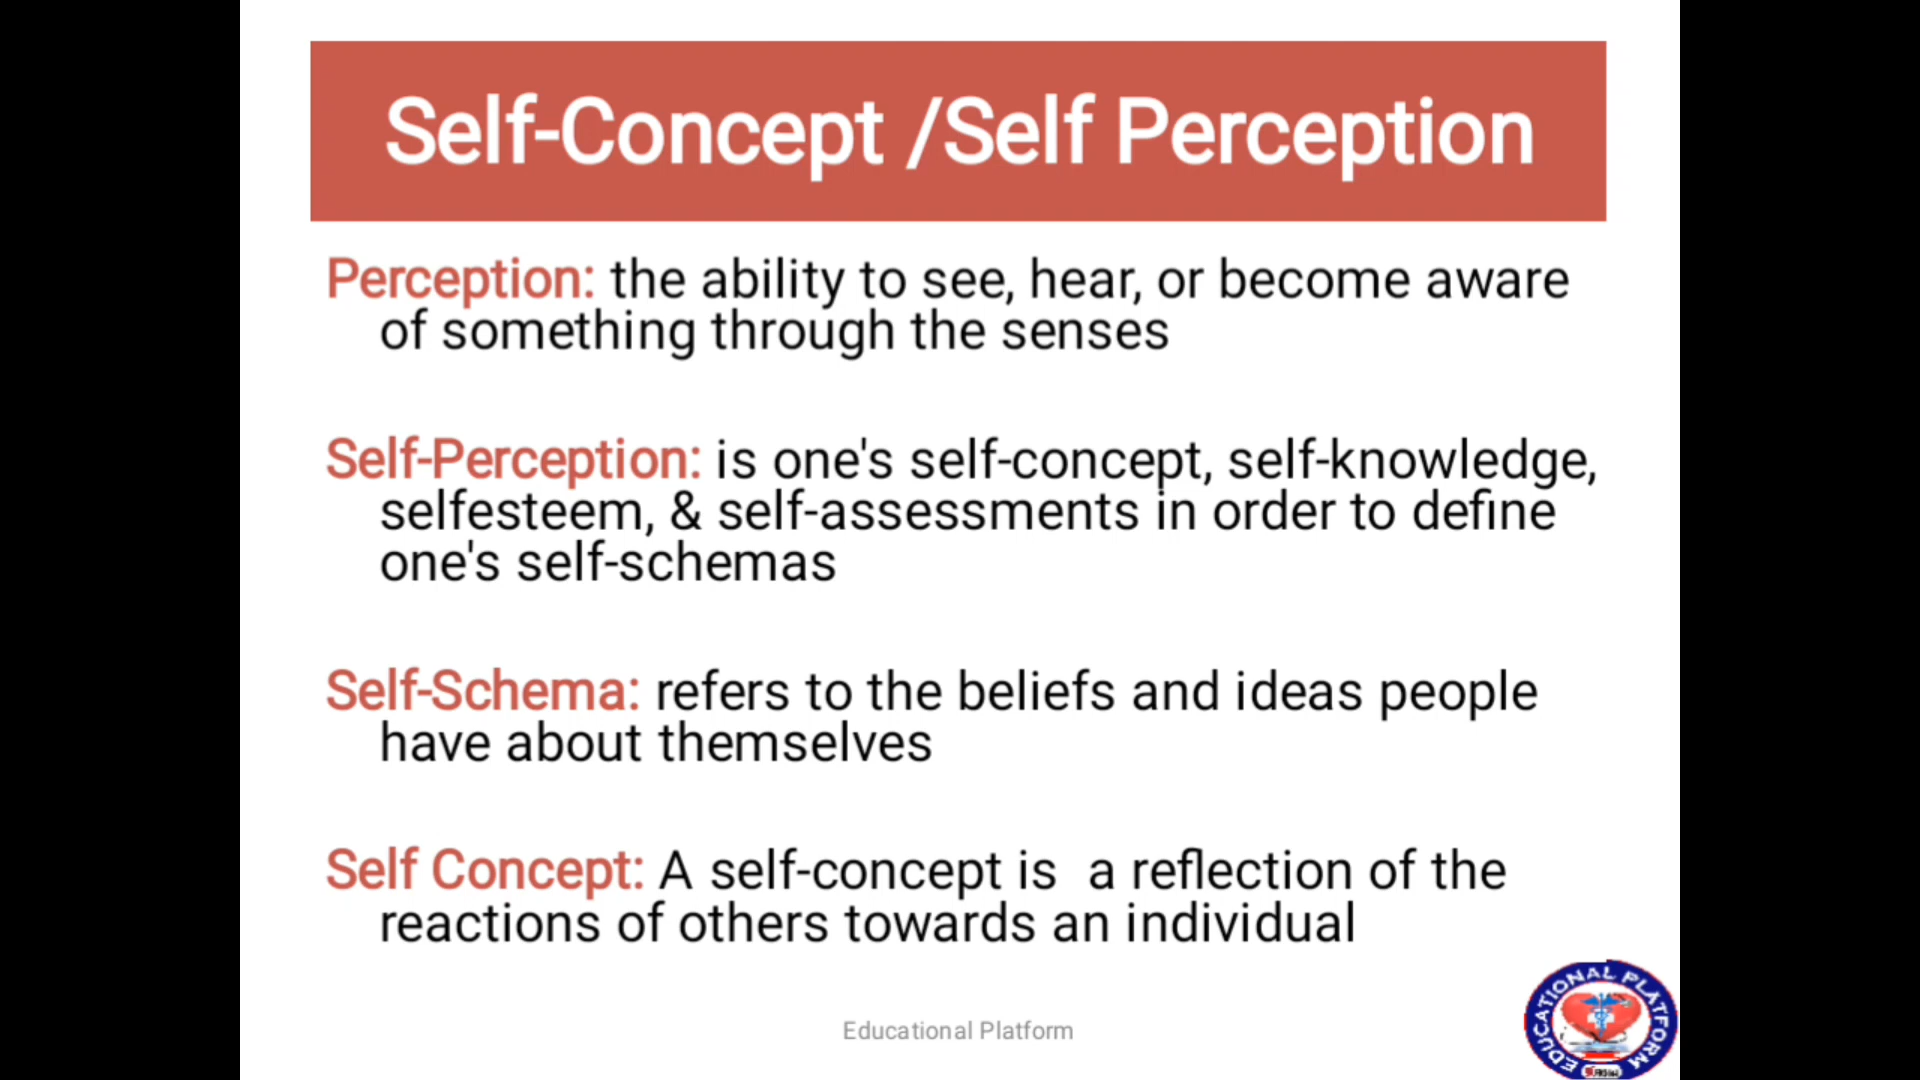 Self-Concept /Self Perception
Perception: the ability to see, hear, or become aware
of something through the senses
Self-Perception: is one's self-concept, self-knowledge,
selfesteem, & self-assessments in order to define
one's self-schemas
Self-Schema: refers to the beliefs and ideas people
have about themselves
Self Concept: A self-concept is  a reflection of the
reactions of others towards an individual
Educational Platform
EDUCATIONAL PLATFORM